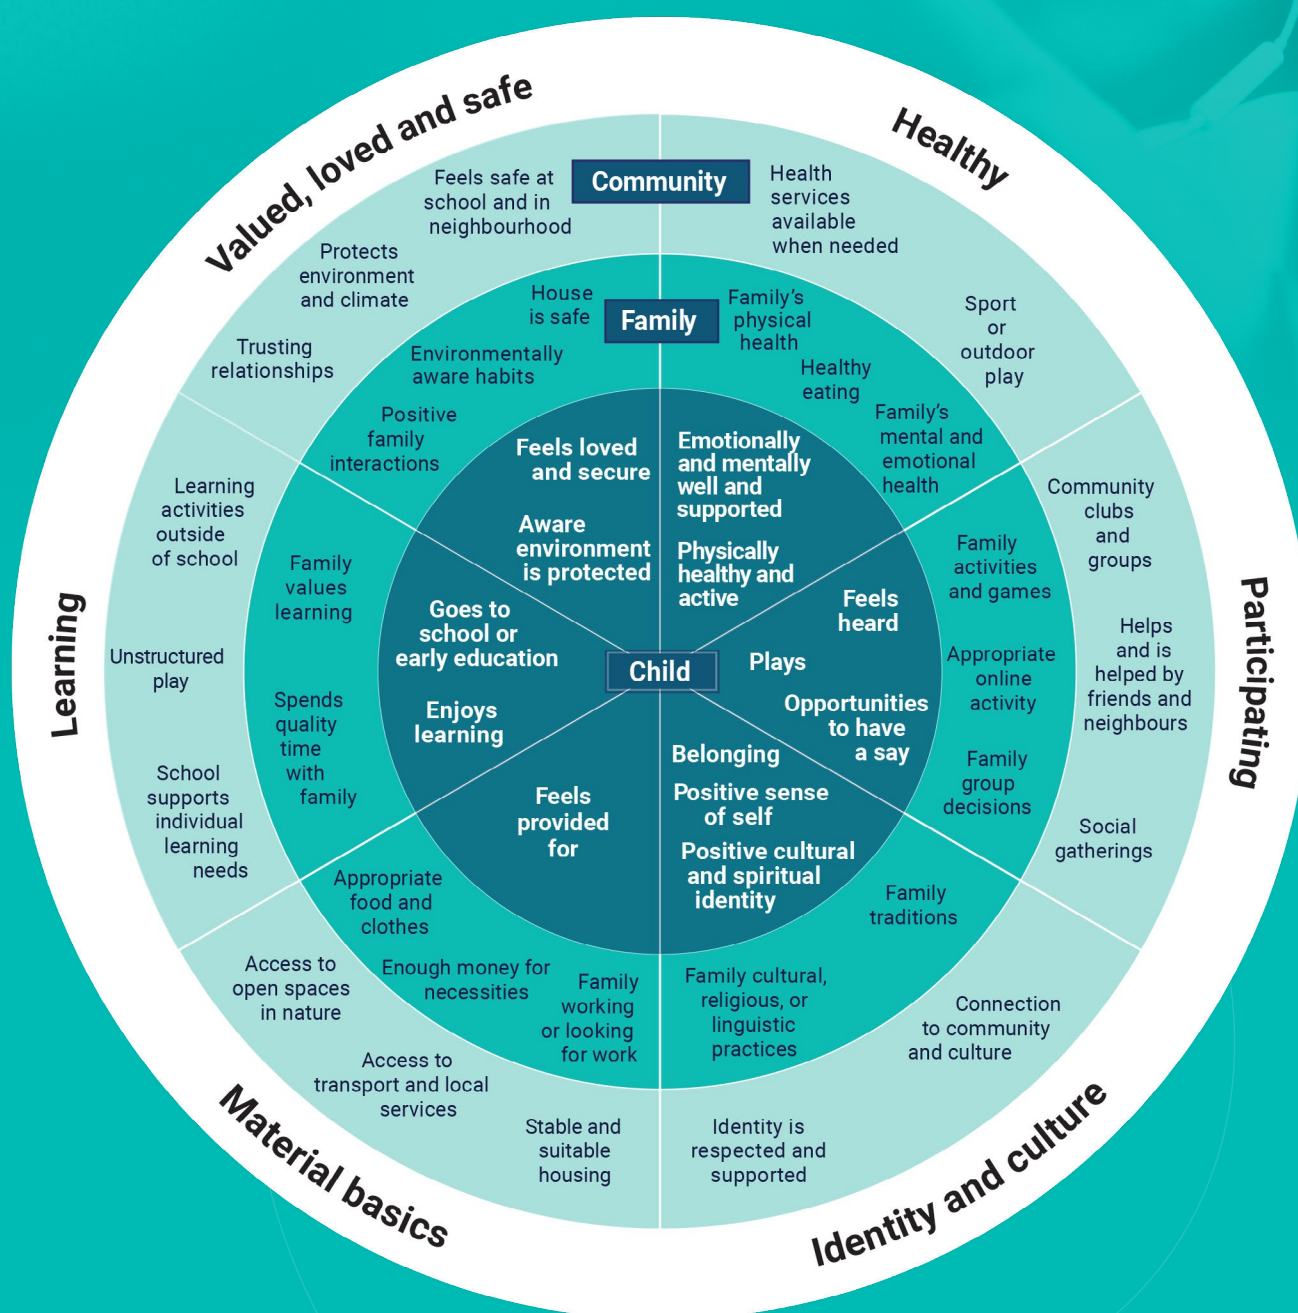 Valued, loved and safe
Healthy
Participating
Identity and culture
Material basics
Learning
Community
Feels safe at
school and in
neighbourhood
Protects
environment
and climate
Trusting
relationships
Health
services
available
when needed
Sport
or
outdoor
play
Community
clubs
and
groups
Helps
and is
helped by
friends and
neighbours
Social
gatherings
Connection
to community
and culture
Identity is
respected and
supported
Stable and
suitable
housing
Access to
transport and local
services
Access to
open spaces
in nature
School
supports
individual
learning
needs
Unstructured
play
Learning
activities
outside
of school
Family
House
is safe
Environmentally
aware habits
Positive
family
interactions
Family's
physical
health
Healthy
eating
Family's
mental and
emotional
health
Family
activities
and games
Appropriate
online
activity
Family
group
decisions
Family
traditions
Family cultural,
religious, or
linguistic
practices
Family
working
or looking
for work
Enough money for
necessities
Appropriate
food and
clothes
Spends
quality
time
with
family
Family
values
learning
Child
Feels loved
and secure
Aware
environment
is protected
Emotionally
and mentally
well and
supported
Physically
healthy and
active
Feels
heard
Plays
Opportunities
to have
a say
Belonging
Positive sense
of self
Positive cultural
and spiritual
identity
Feels
provided
for
Goes to
school or
early education
Enjoys
learning